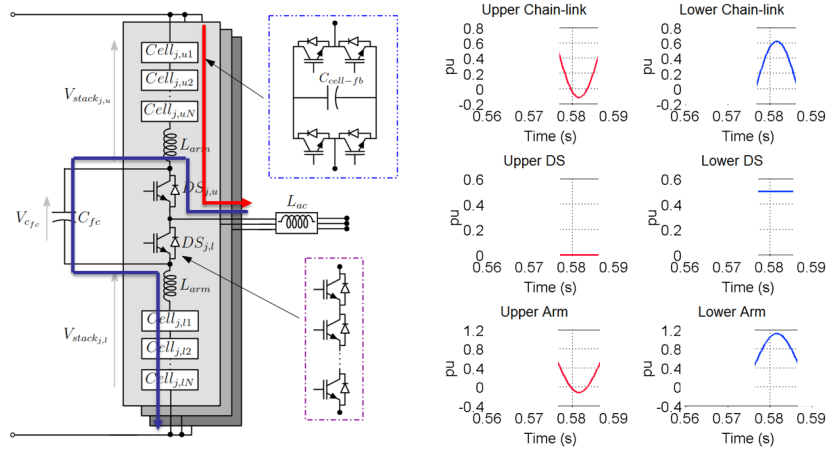 Cell_{j,u1}
Cell_{j,u2}
Cell_{j,uN}
V_{stack_{j,u}}
L_{arm}
DS_{j,u}
V_{c_{fc}}
C_{fc}
DS_{j,l}
L_{arm}
V_{stack_{j,l}}
Cell_{j,l1}
Cell_{j,l2}
Cell_{j,lN}
C_{cell-fb}
L_{ac}
Upper Chain-link
pu
0.8
0.6
0.4
0.2
0
-0.2
0.56 0.57 0.58 0.59
Time (s)
Lower Chain-link
pu
0.8
0.6
0.4
0.2
0
-0.2
0.56 0.57 0.58 0.59
Time (s)
Upper DS
pu
0.6
0.4
0.2
0
0.56 0.57 0.58 0.59
Time (s)
Lower DS
pu
0.6
0.4
0.2
0
0.56 0.57 0.58 0.59
Time (s)
Upper Arm
pu
1.2
0.8
0.4
0
-0.4
0.56 0.57 0.58 0.59
Time (s)
Lower Arm
pu
1.2
0.8
0.4
0
-0.4
0.56 0.57 0.58 0.59
Time (s)